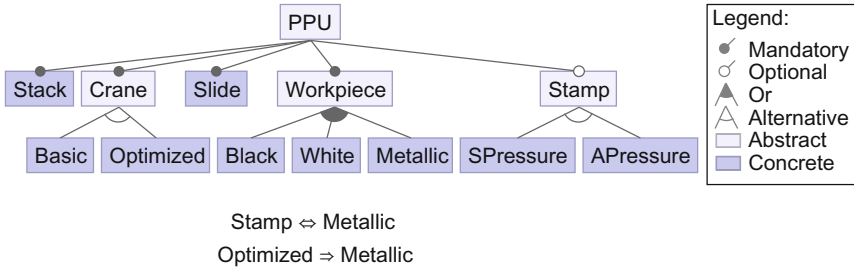 PPU
Legend:
Mandatory
Optional
Or
Alternative
Abstract
Concrete
Stack Crane Slide Workpiece Stamp
Basic Optimized Black White Metallic SPressure APressure
Stamp ⇔ Metallic
Optimized ⇒ Metallic